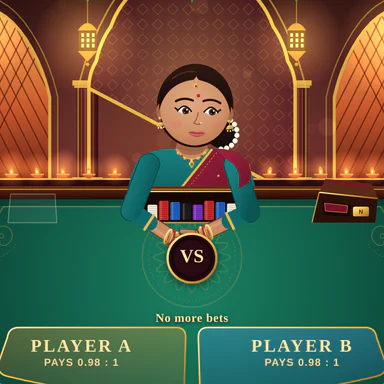 N
VS
No more bets
PLAYER A
PAYS 0.98 : 1
PLAYER B
PAYS 0.98 : 1